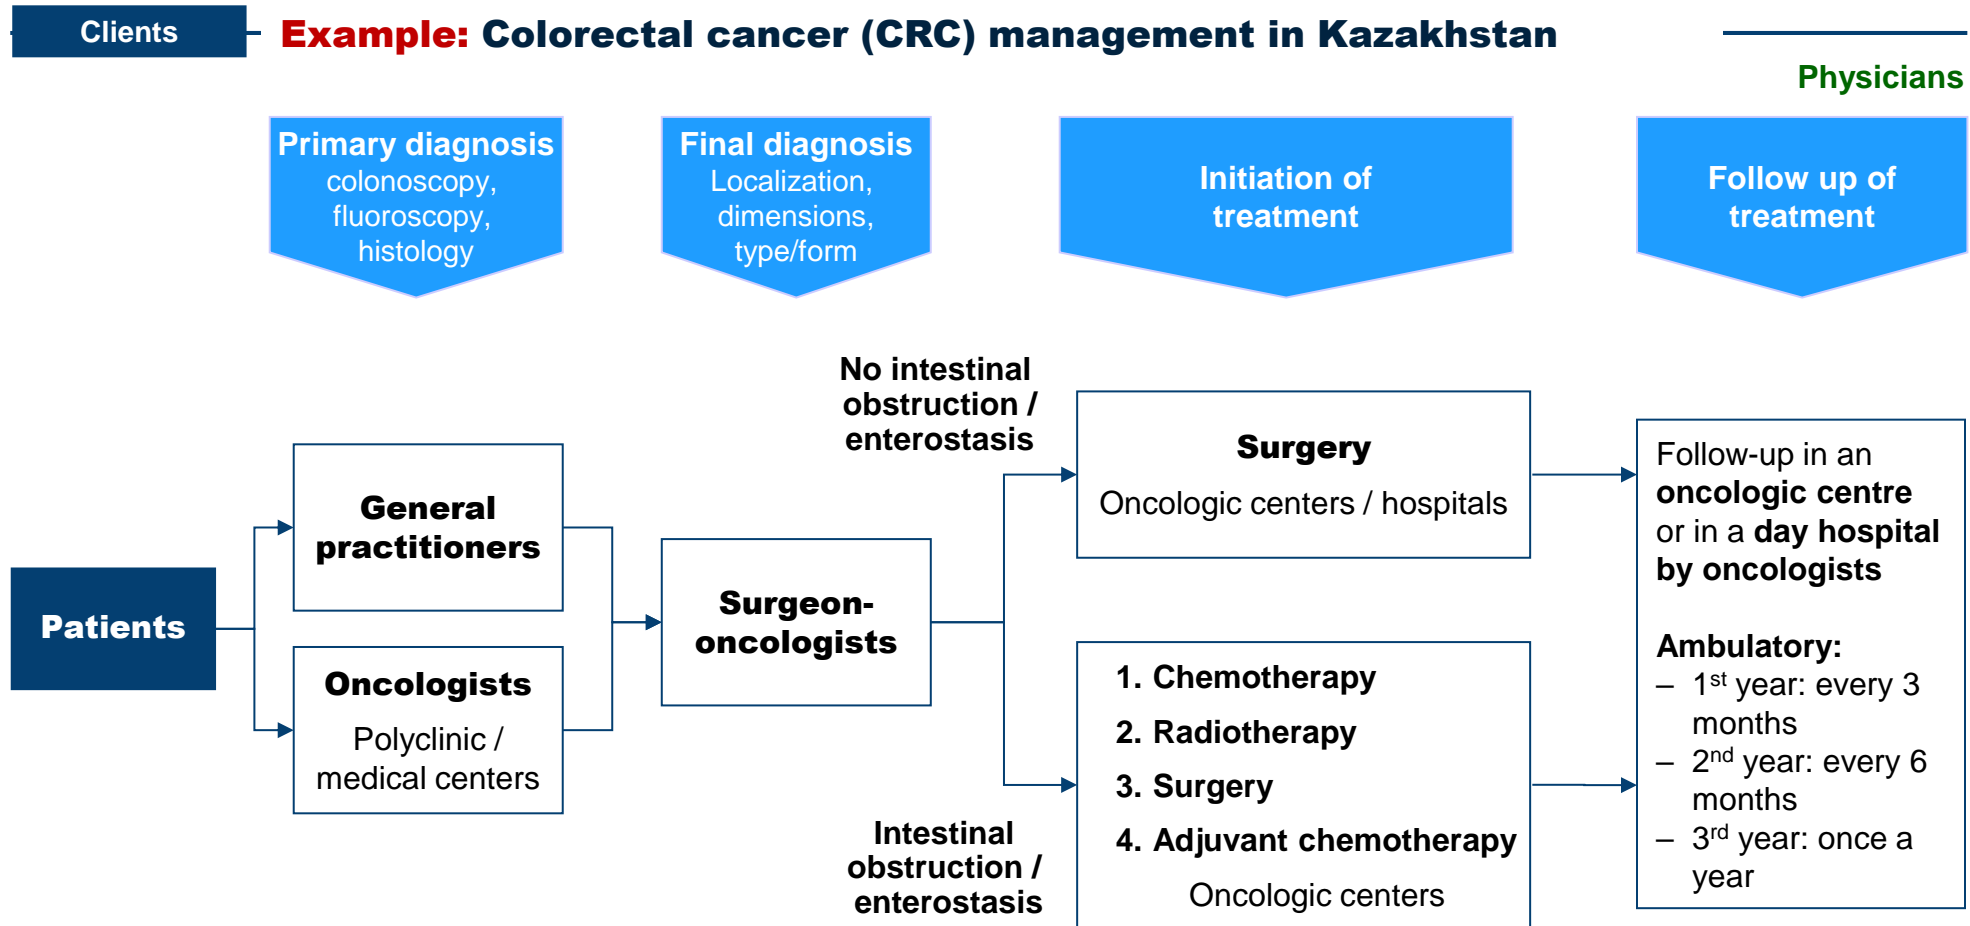 Clients
Example: Colorectal cancer (CRC) management in Kazakhstan
Physicians
Primary diagnosis
colonoscopy,
fluoroscopy,
histology
Final diagnosis
Localization,
dimensions,
type/form
Initiation of
treatment
Follow up of
treatment
Patients
General
practitioners
Oncologists
Polyclinic /
medical centers
Surgeon-
oncologists
No intestinal
obstruction /
enterostasis
Intestinal
obstruction /
enterostasis
Surgery
Oncologic centers / hospitals
1. Chemotherapy
2. Radiotherapy
3. Surgery
4. Adjuvant chemotherapy
Oncologic centers
Follow-up in an
oncologic centre
or in a day hospital
by oncologists
Ambulatory:
– 1st year: every 3
months
– 2nd year: every 6
months
– 3rd year: once a
year